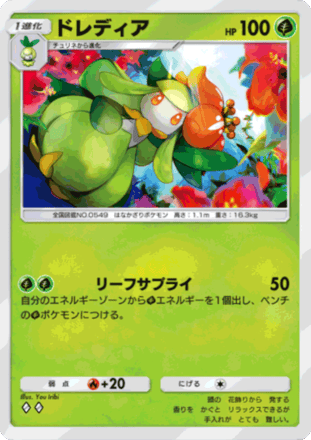 1進化 ドレディア HP 100
チュリネから進化
全国図鑑NO.0549 はなかざりポケモン 高さ:1.1m 重さ:16.3kg
リーフサプライ 50
自分のエネルギーゾーンからエネルギーを1個出し、ベンチ
のポケモンにつける。
弱点 +20 にげる
Illus. You Iribi
頭の 花飾りから 発する
香りを かぐと リラックスできるが
手入れが とても 難しい。